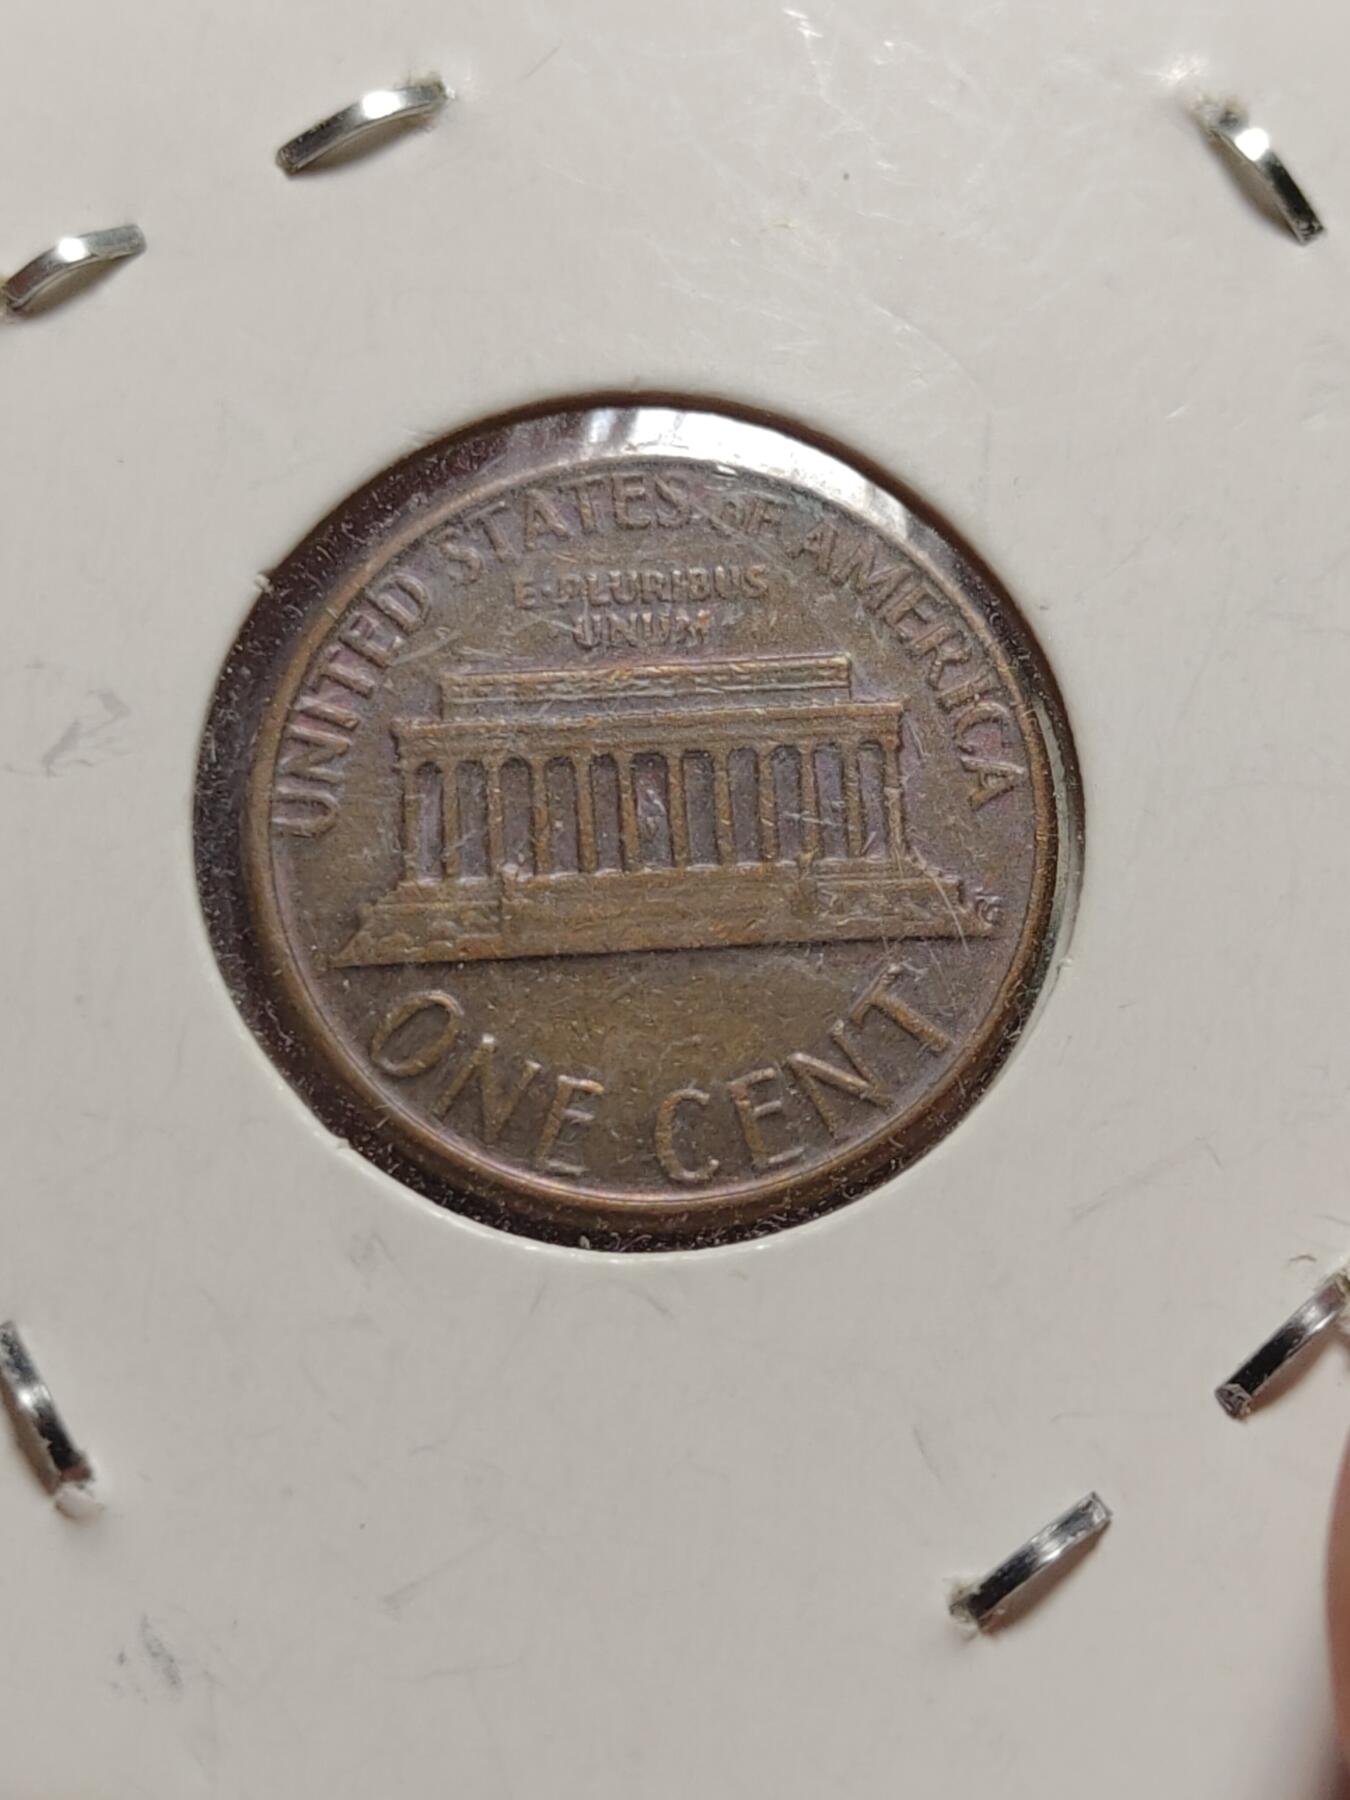 UNITED STATES OF AMERICA
E·PLURIBUS
UNUM
ONE CENT